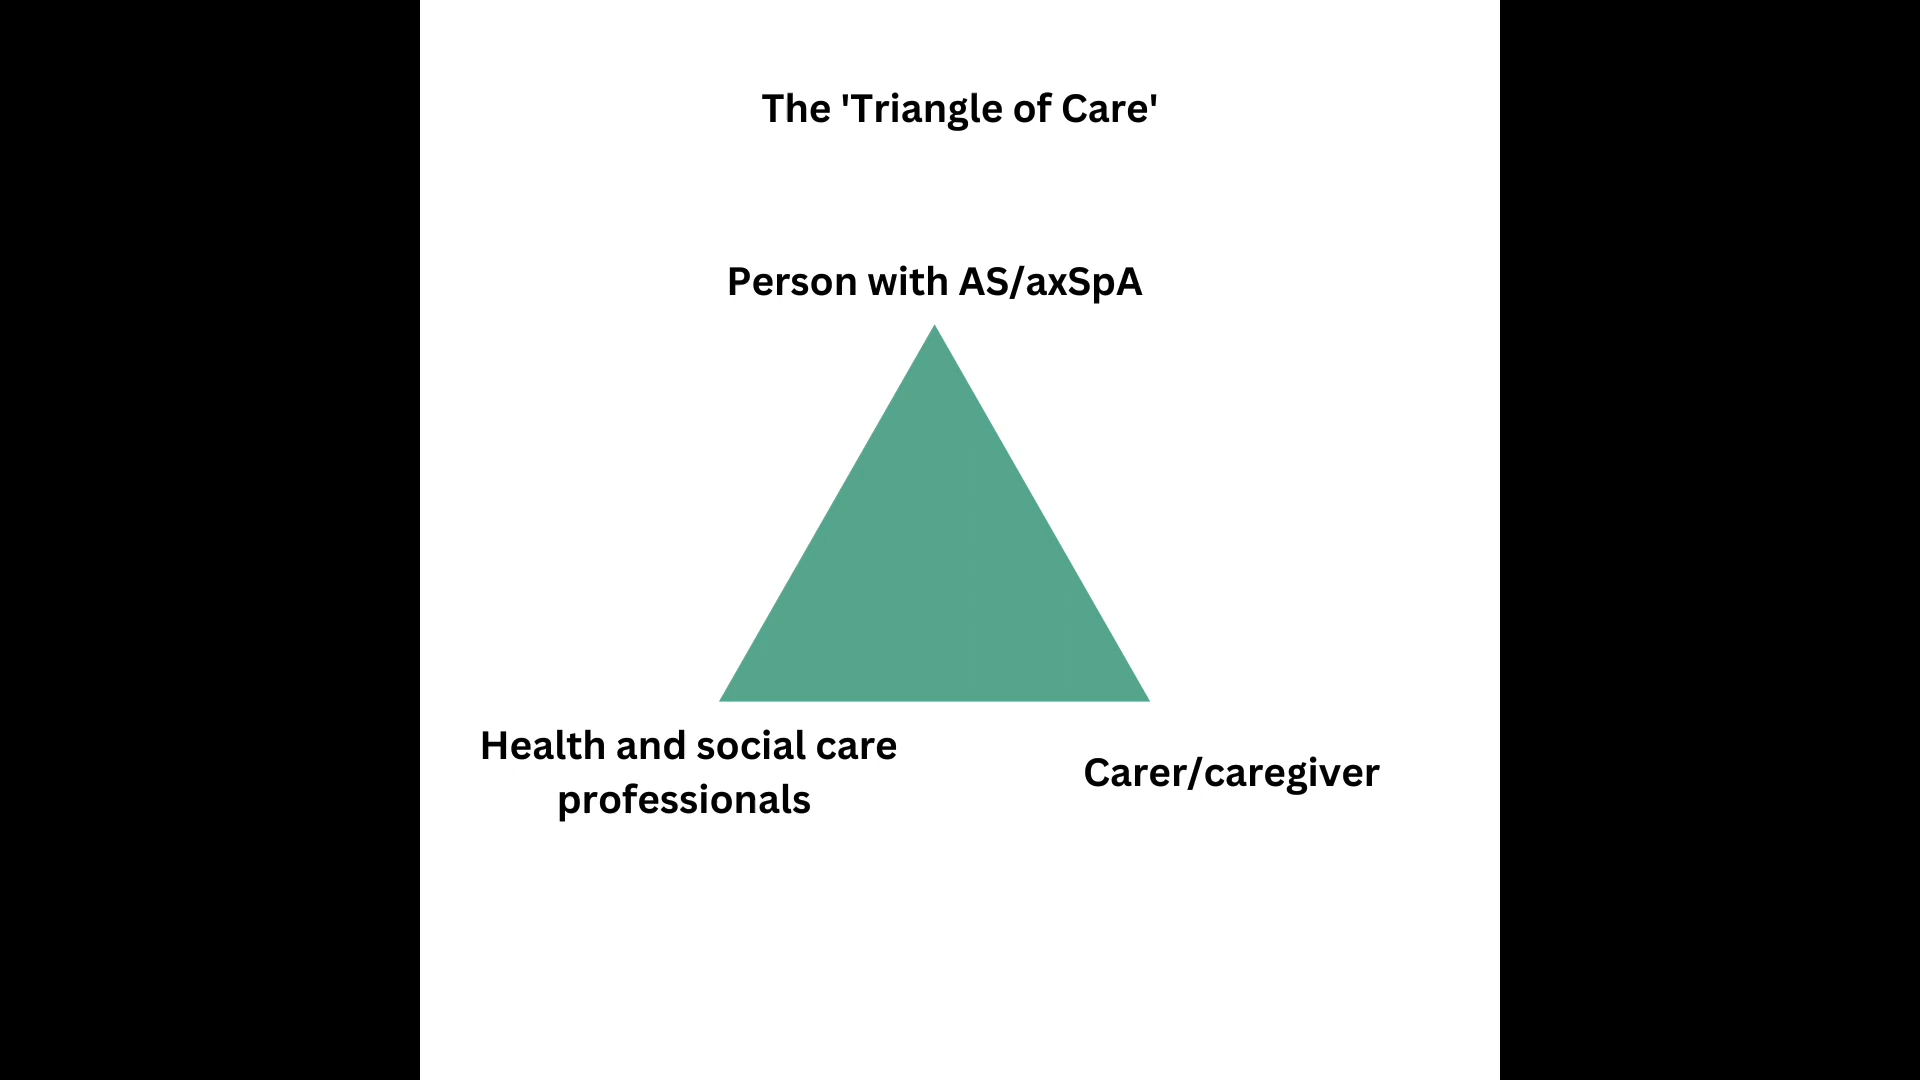 The 'Triangle of Care'
Person with AS/axSpA
Health and social care
professionals
Carer/caregiver